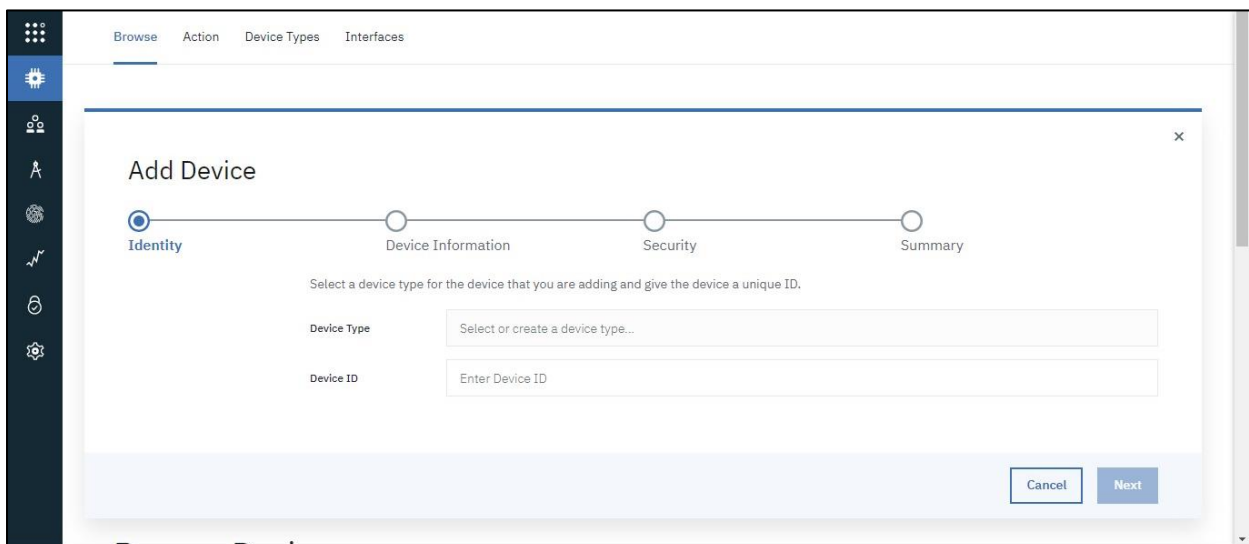 Browse Action Device Types Interfaces
Add Device
Identity Device Information Security Summary
Select a device type for the device that you are adding and give the device a unique ID.
Device Type Select or create a device type...
Device ID Enter Device ID
Cancel Next